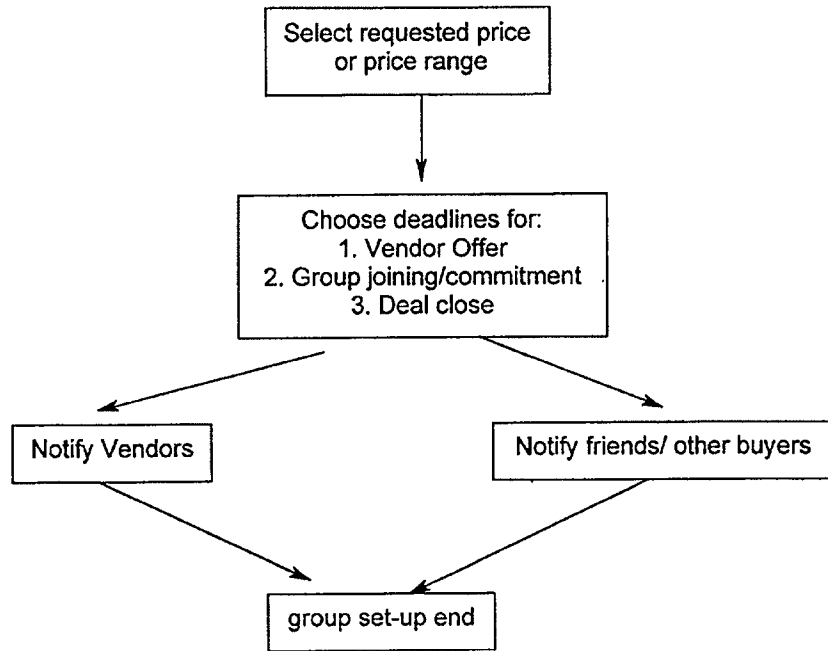 Select requested price
or price range
Choose deadlines for:
1. Vendor Offer
2. Group joining/commitment
3. Deal close
Notify Vendors
Notify friends/ other buyers
group set-up end